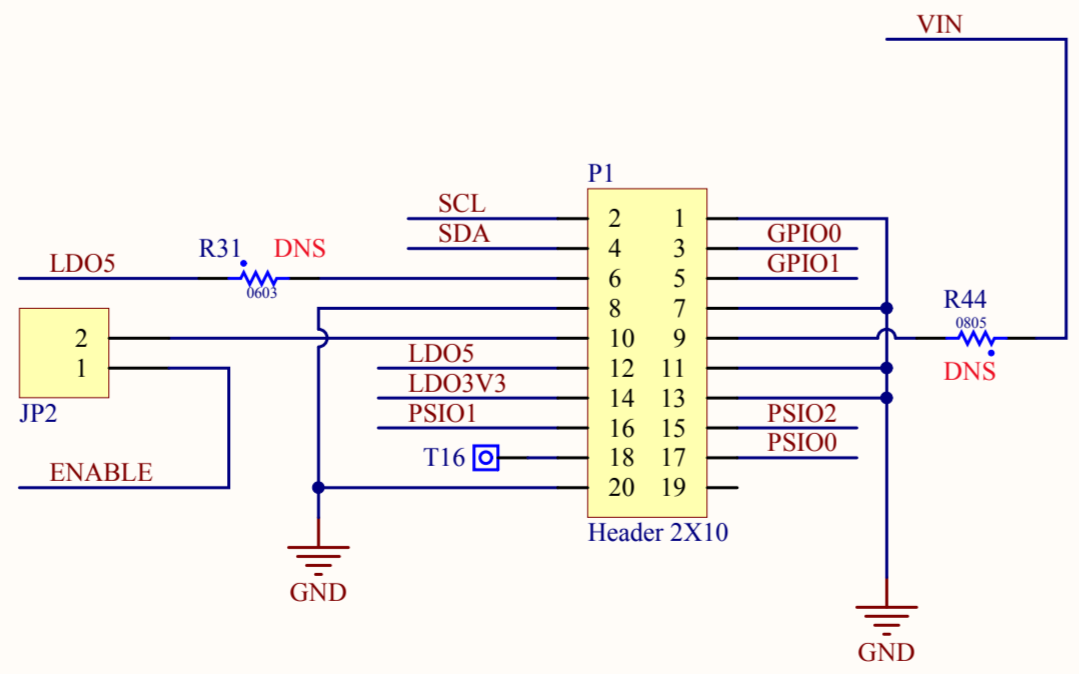 VIN
P1
SCL 2 1
SDA 4 3 GPIO0
R31 DNS
LDO5 6 5 GPIO1
0603
8 7 R44
0805
2 10 9
DNS
1 LDO5 12 11
JP2 LDO3V3 14 13
PSIO1 16 15 PSIO2
T16 18 17 PSIO0
ENABLE 20 19
Header 2X10
GND
GND